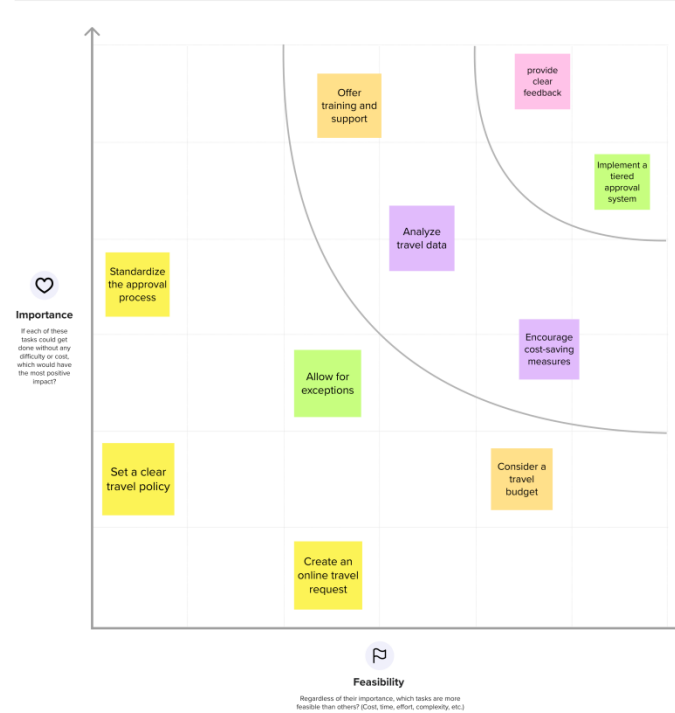 provide
clear
feedback
Offer
training and
support
Implement a
tiered
approval
system
Analyze
travel data
Standardize
the approval
process
Importance
If each of these
tasks could get
done without any
difficulty or cost,
which would have
the most positive
impact?
Encourage
cost-saving
measures
Allow for
exceptions
Set a clear
travel policy
Consider a
travel
budget
Create an
online travel
request
Feasibility
Regardless of their importance, which tasks are more
feasible than others? (Cost, time, effort, complexity, etc.)